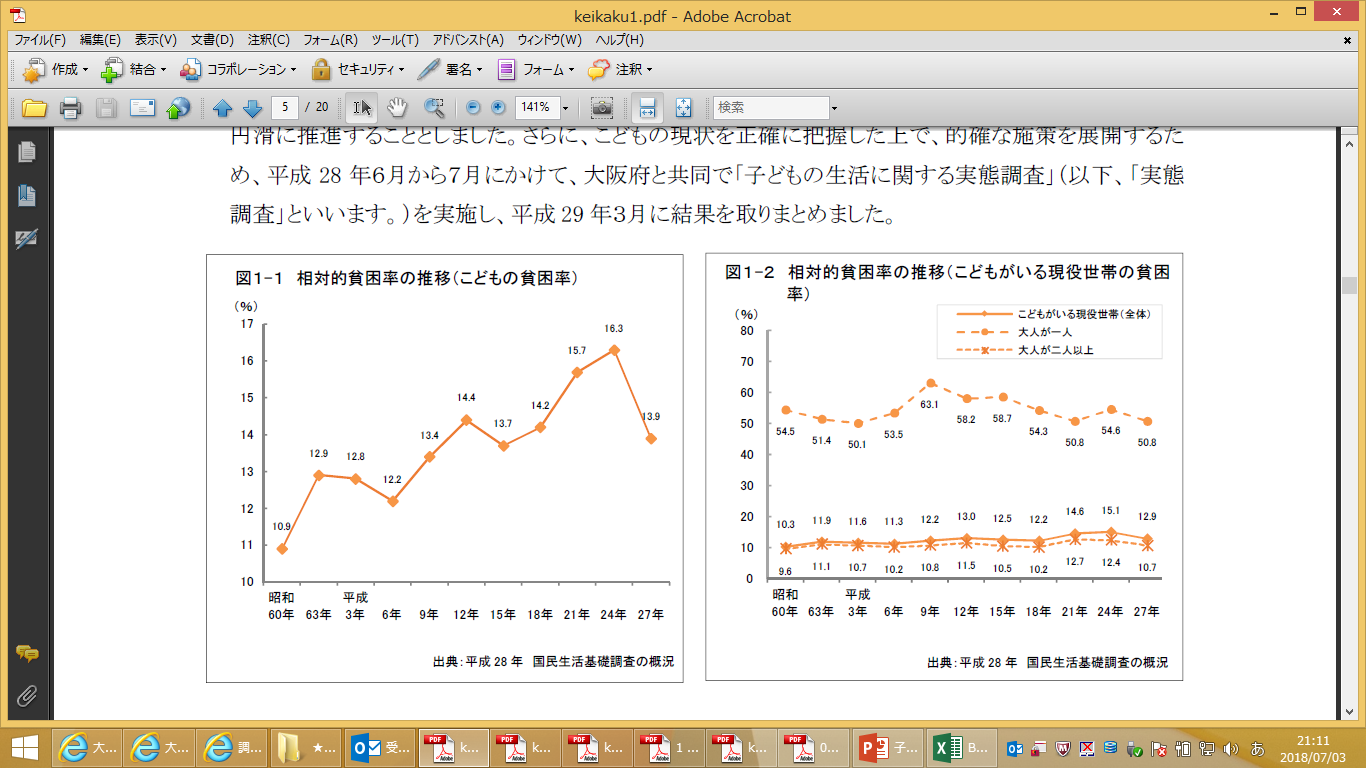 keikaku1.pdf - Adobe Acrobat
ファイル(F) 編集(E) 表示(V) 文書(D) 注釈(C) フォーム(R) ツール(T) アドバンスト(A) ウィンドウ(W) ヘルプ(H)
作成 結合 コラボレーション セキュリティ 署名 フォーム 注釈
5 / 20 141% 検索
円滑に推進することとしました。さらに、こどもの現状を正確に把握した上で、的確な施策を展開するた
め、平成 28 年6月から7月にかけて、大阪府と共同で「子どもの生活に関する実態調査」(以下、「実態
調査」といいます。)を実施し、平成 29 年3月に結果を取りまとめました。
図1-1 相対的貧困率の推移(こどもの貧困率)
(%)
17
16
15
14
13
12
11
10
10.9 12.9 12.8 12.2 13.4 14.4 13.7 14.2 15.7 16.3 13.9
昭和 平成
60年 63年 3年 6年 9年 12年 15年 18年 21年 24年 27年
出典:平成 28 年 国民生活基礎調査の概況
図1-2 相対的貧困率の推移(こどもがいる現役世帯の貧困
率)
(%)
こどもがいる現役世帯(全体)
大人が一人
大人が二人以上
80
70
60
50
40
30
20
10
0
54.5 51.4 50.1 53.5 63.1 58.2 58.7 54.3 50.8 54.6 50.8
10.3 11.9 11.6 11.3 12.2 13.0 12.5 12.2 14.6 15.1 12.9
9.6 11.1 10.7 10.2 10.8 11.5 10.5 10.2 12.7 12.4 10.7
昭和 平成
60年 63年 3年 6年 9年 12年 15年 18年 21年 24年 27年
出典:平成 28 年 国民生活基礎調査の概況
大... 大... 調... ★... 受... k... k... k... 1 ... k... 0... 子... B... あ
21:11
2018/07/03